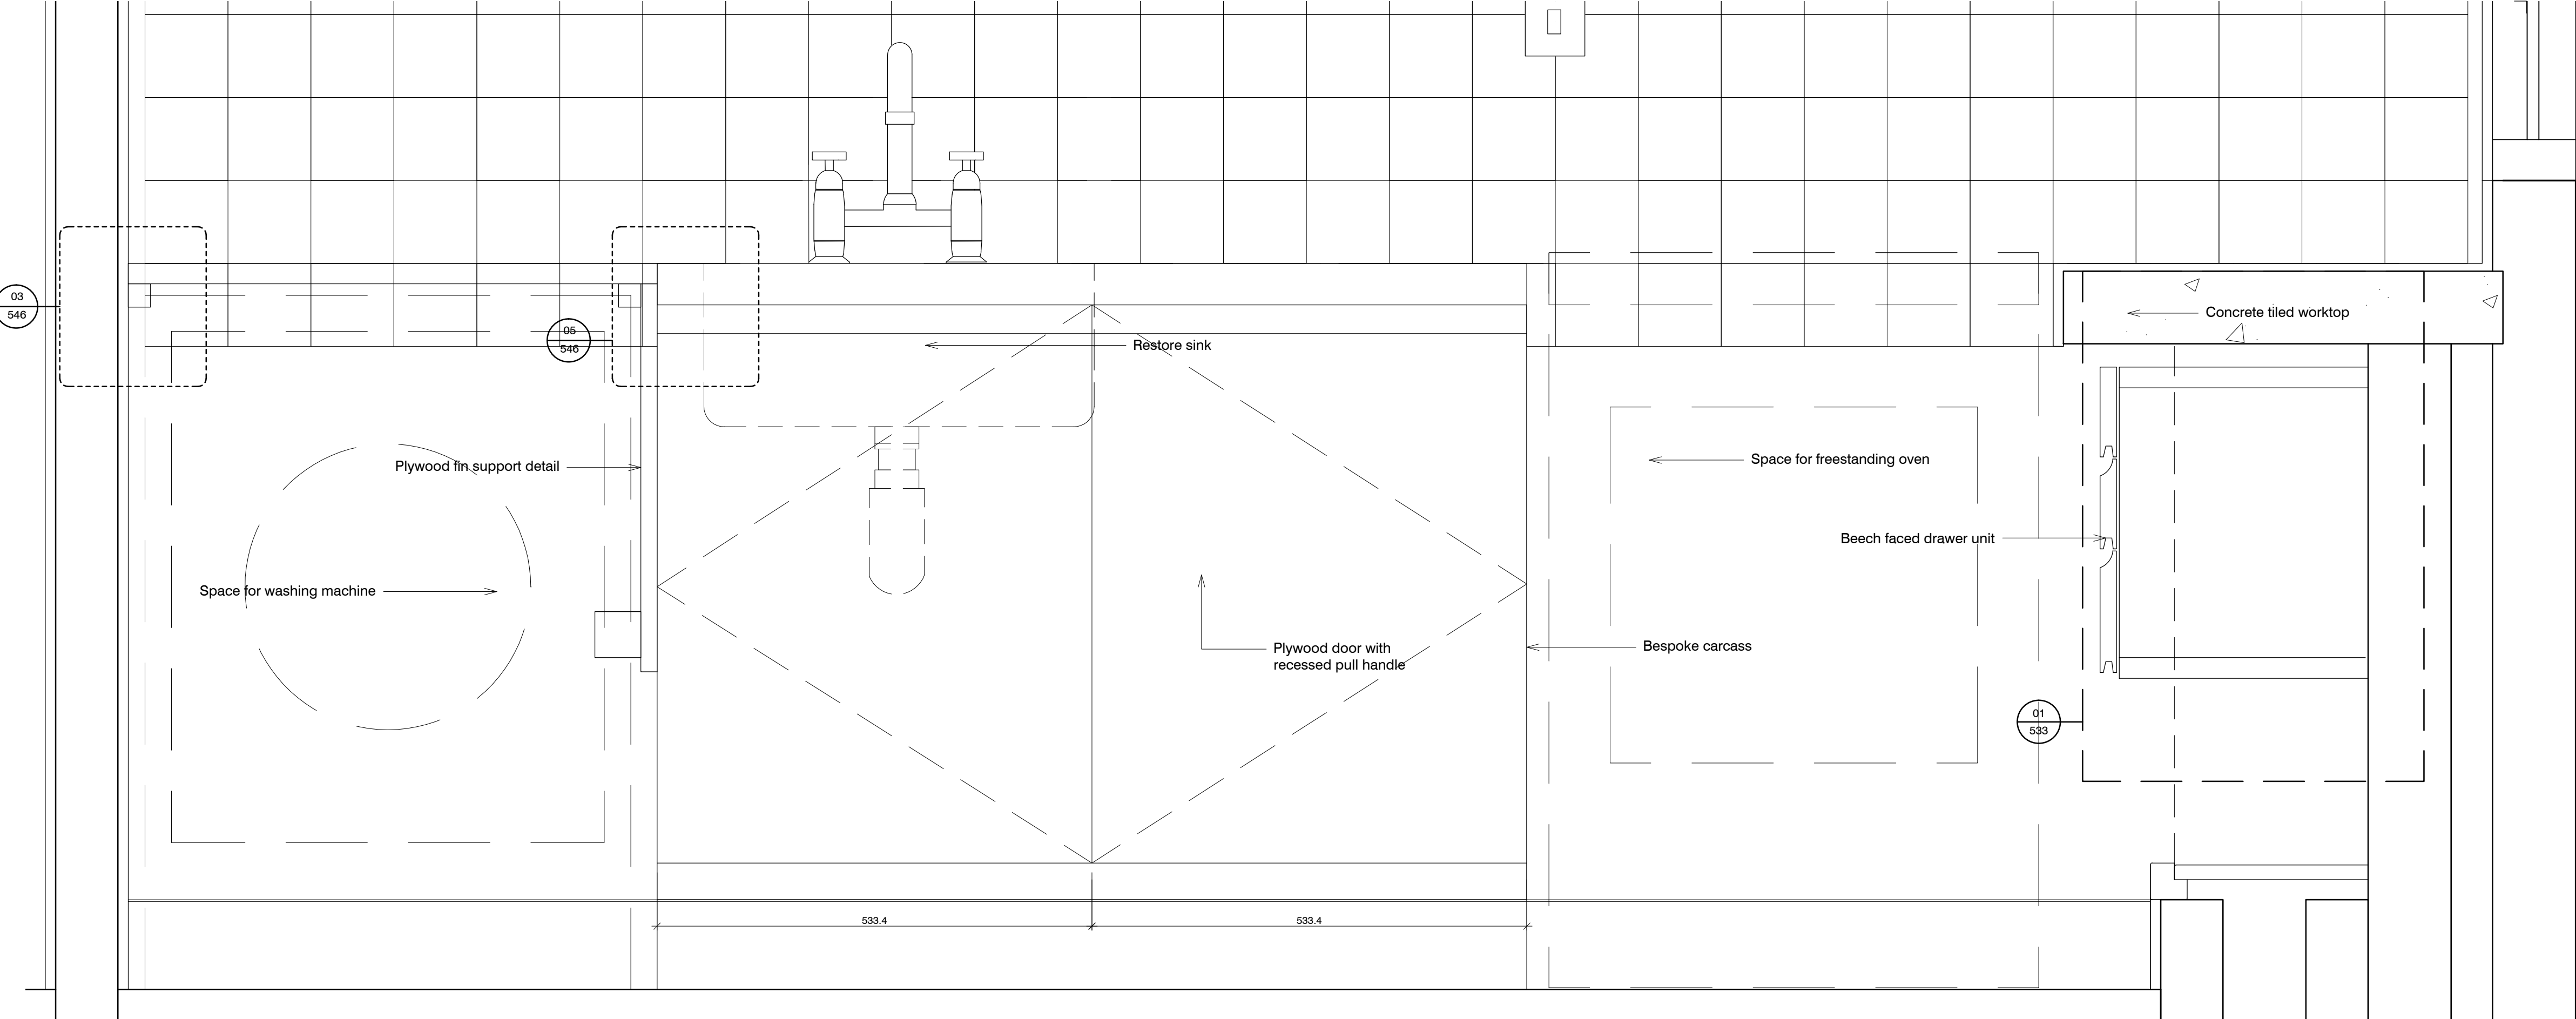 03
546
05
546
Concrete tiled worktop
Restore sink
Plywood fin support detail
Space for freestanding oven
Beech faced drawer unit
Space for washing machine
Plywood door with
recessed pull handle
Bespoke carcass
01
533
533.4
533.4